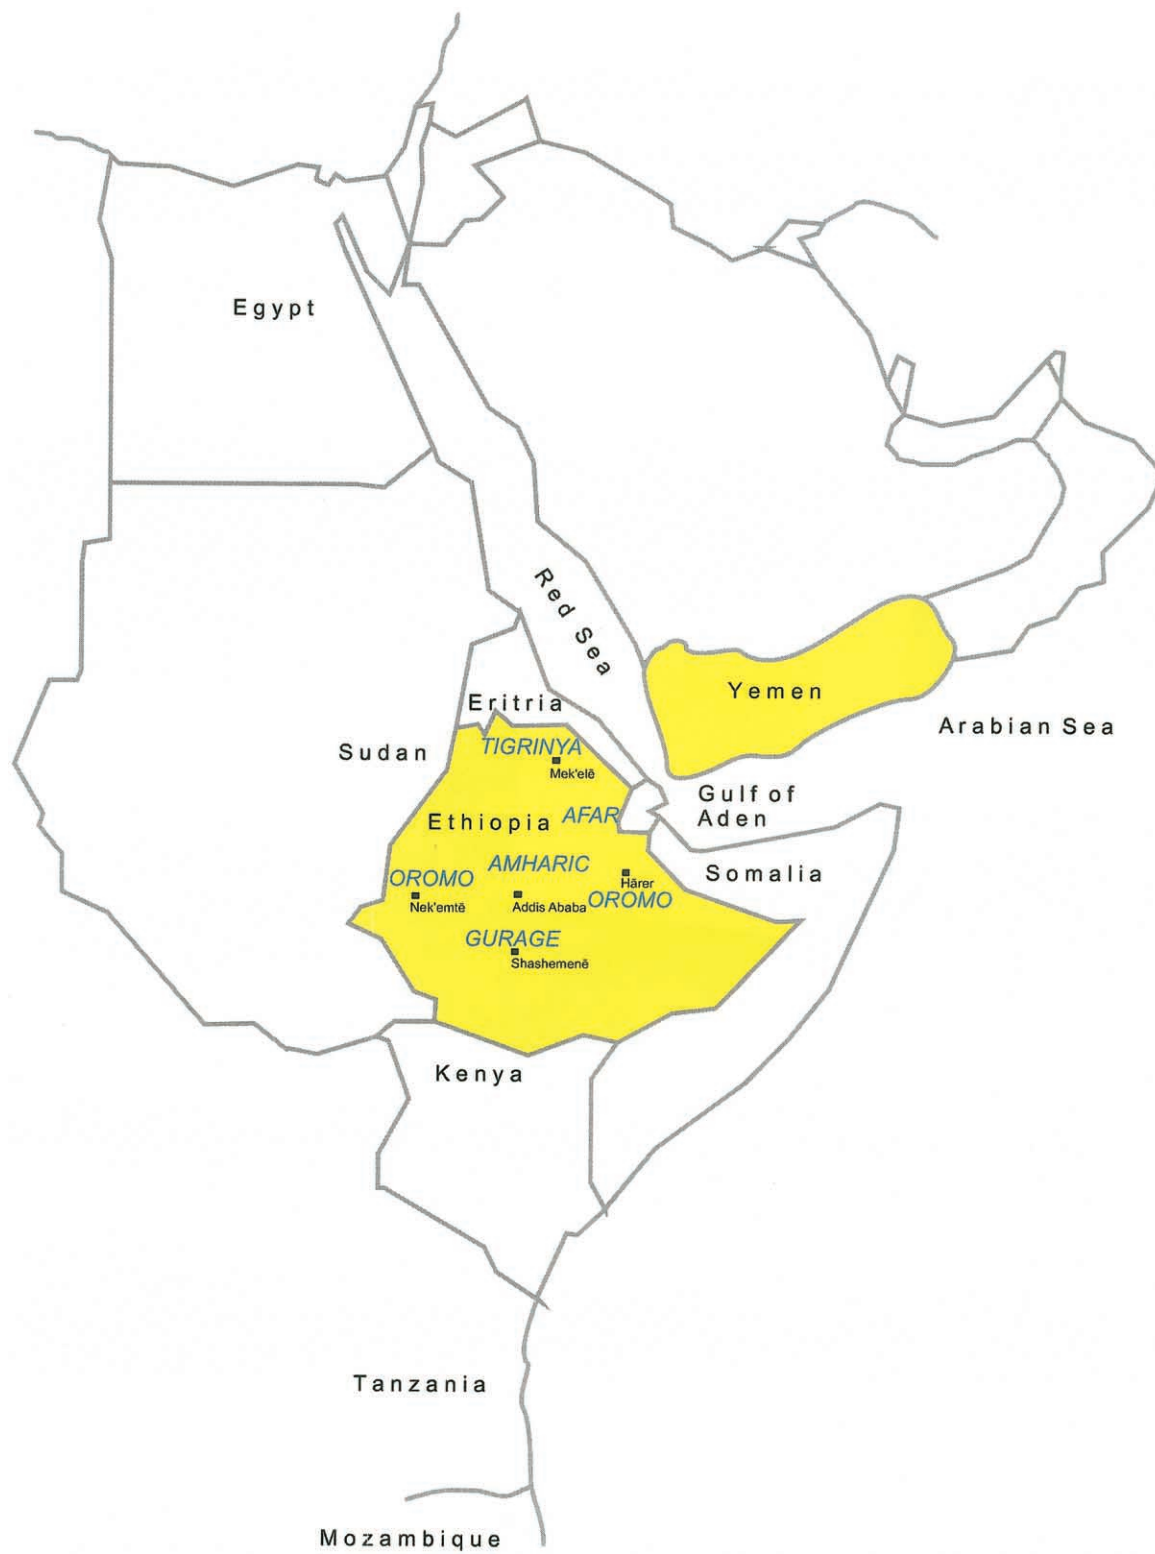 Egypt
Red Sea
Yemen
Eritria
Arabian Sea
Sudan
TIGRINYA
Mek'elē
Gulf of
Aden
Ethiopia
AFAR
AMHARIC
Somalia
OROMO
Hārer
Nek'emtē
Addis Ababa
OROMO
GURAGE
Shashemenē
Kenya
Tanzania
Mozambique